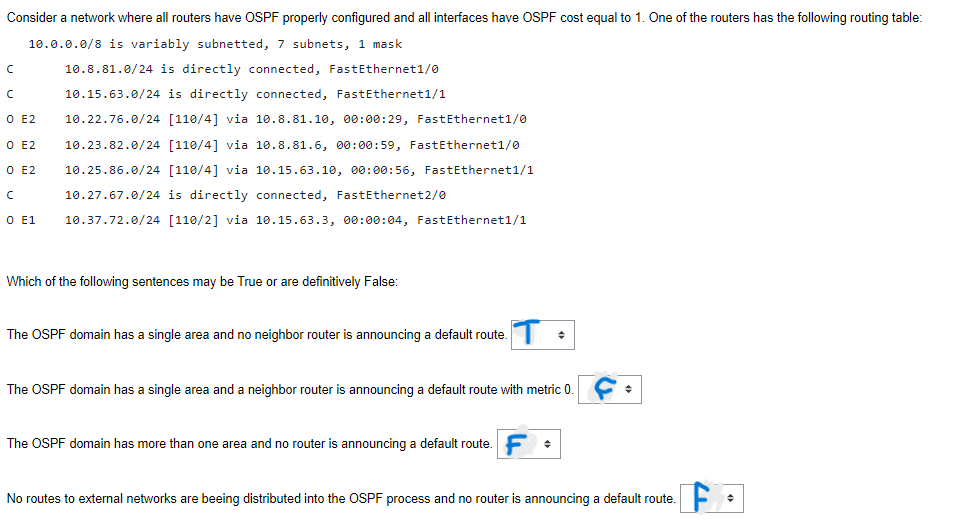 Consider a network where all routers have OSPF properly configured and all interfaces have OSPF cost equal to 1. One of the routers has the following routing table:
10.0.0.0/8 is variably subnetted, 7 subnets, 1 mask
C 10.8.81.0/24 is directly connected, FastEthernet1/0
C 10.15.63.0/24 is directly connected, FastEthernet1/1
O E2 10.22.76.0/24 [110/4] via 10.8.81.10, 00:00:29, FastEthernet1/0
O E2 10.23.82.0/24 [110/4] via 10.8.81.6, 00:00:59, FastEthernet1/0
O E2 10.25.86.0/24 [110/4] via 10.15.63.10, 00:00:56, FastEthernet1/1
C 10.27.67.0/24 is directly connected, FastEthernet2/0
O E1 10.37.72.0/24 [110/2] via 10.15.63.3, 00:00:04, FastEthernet1/1
Which of the following sentences may be True or are definitively False:
The OSPF domain has a single area and no neighbor router is announcing a default route. T
The OSPF domain has a single area and a neighbor router is announcing a default route with metric 0. F
The OSPF domain has more than one area and no router is announcing a default route. F
No routes to external networks are beeing distributed into the OSPF process and no router is announcing a default route. F